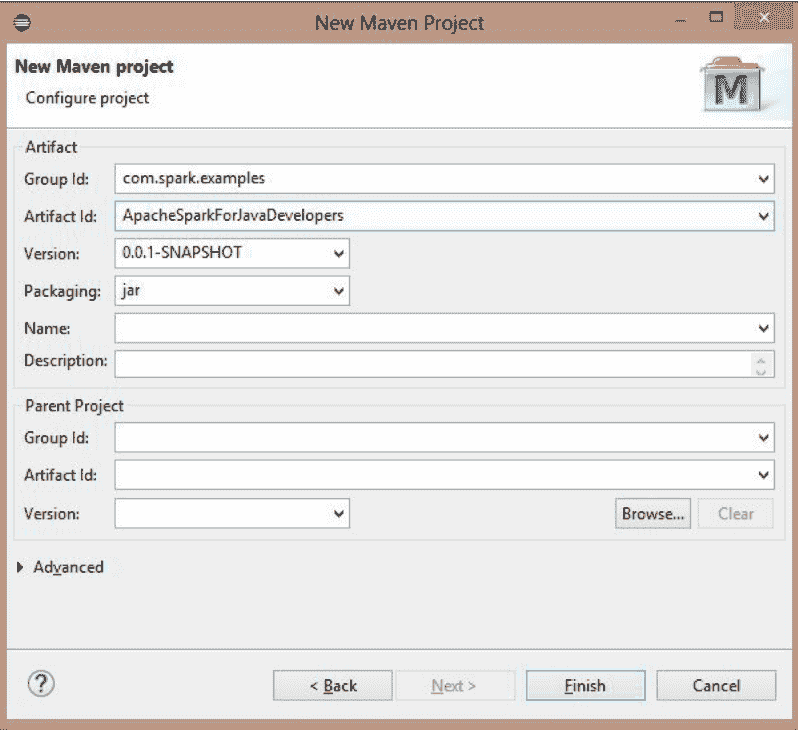 New Maven Project
New Maven project
Configure project
M
Artifact
Group Id: com.spark.examples
Artifact Id: ApacheSparkForJavaDevelopers
Version: 0.0.1-SNAPSHOT
Packaging: jar
Name:
Description:
Parent Project
Group Id:
Artifact Id:
Version: Browse... Clear
Advanced
? < Back Next > Finish Cancel